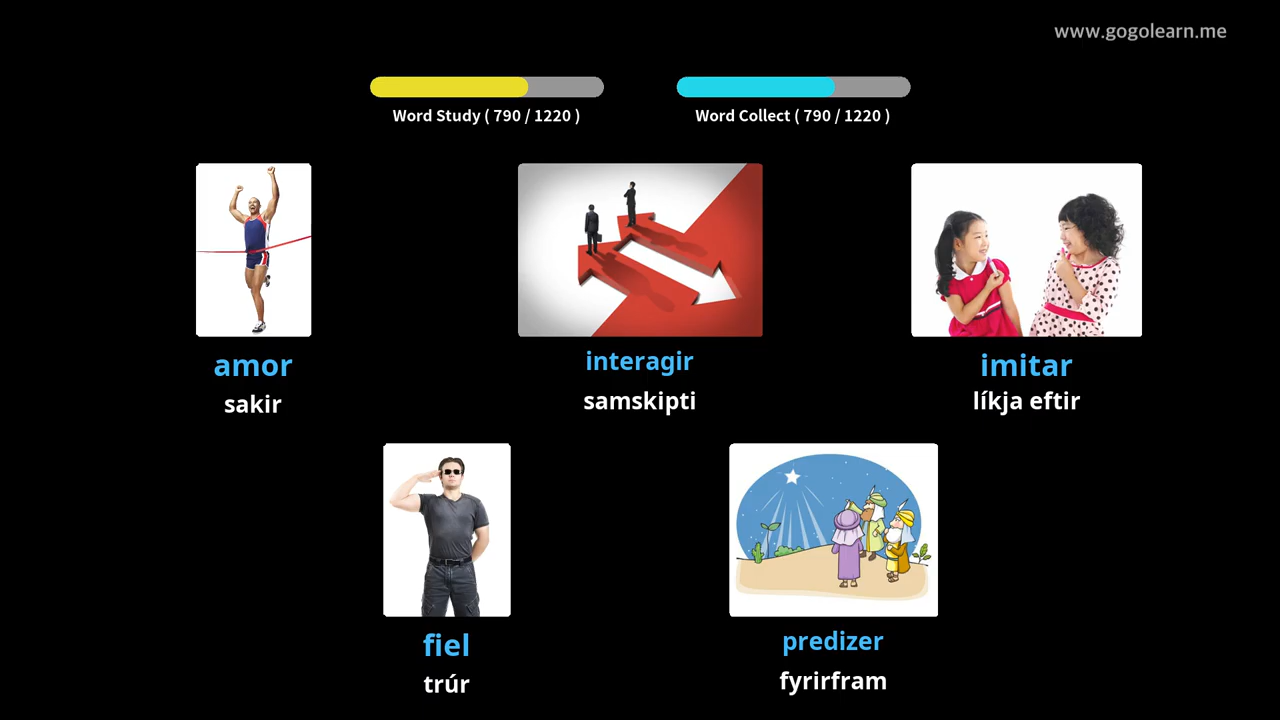 www.gogolearn.me
Word Study ( 790 / 1220 )
Word Collect ( 790 / 1220 )
amor
sakir
interagir
samskipti
imitar
líkja eftir
fiel
trúr
predizer
fyrirfram